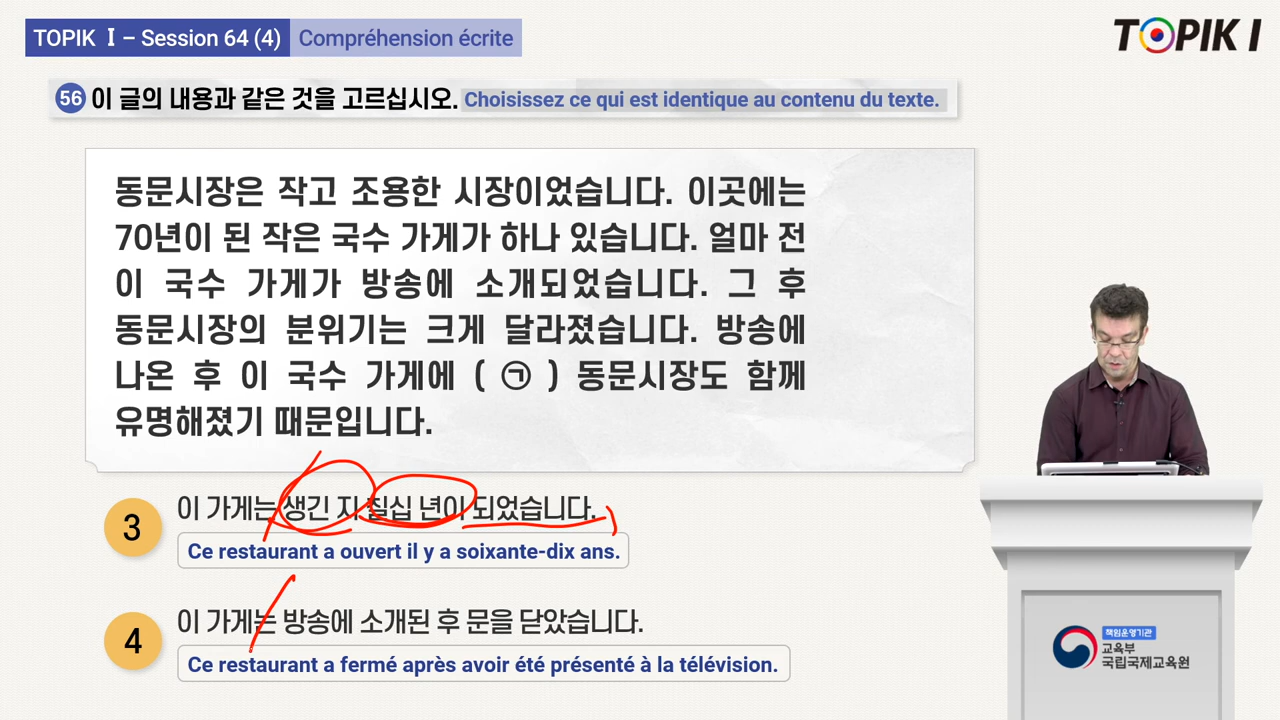 TOPIK Ⅰ – Session 64 (4) Compréhension écrite
TOPIK I
56 이 글의 내용과 같은 것을 고르십시오. Choisissez ce qui est identique au contenu du texte.
동문시장은 작고 조용한 시장이었습니다. 이곳에는
70년이 된 작은 국수 가게가 하나 있습니다. 얼마 전
이 국수 가게가 방송에 소개되었습니다. 그 후
동문시장의 분위기는 크게 달라졌습니다. 방송에
나온 후 이 국수 가게에 ( ㉠ ) 동문시장도 함께
유명해졌기 때문입니다.
3 이 가게는 생긴 지 칠십 년이 되었습니다.
Ce restaurant a ouvert il y a soixante-dix ans.
4 이 가게는 방송에 소개된 후 문을 닫았습니다.
Ce restaurant a fermé après avoir été présenté à la télévision.
책임운영기관
교육부
국립국제교육원